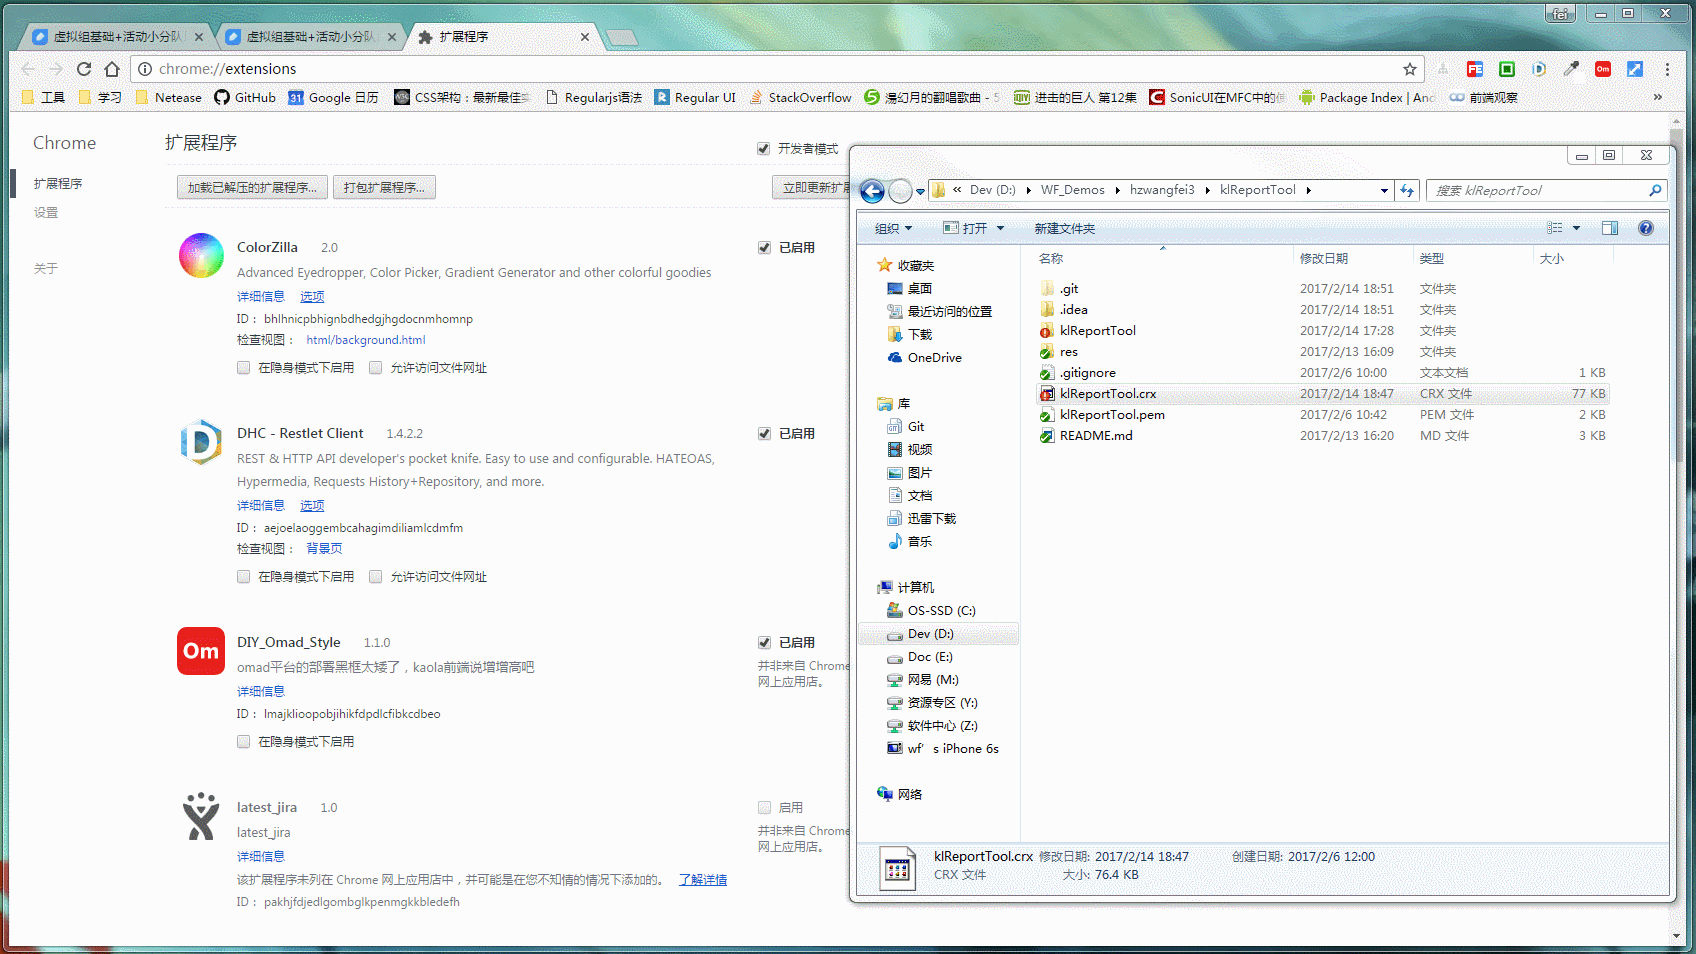 fei
虚拟组基础+活动小分队
虚拟组基础+活动小分队
扩展程序
chrome://extensions
工具
学习
Netease
GitHub
31 Google 日历
CSS架构：最新最佳实
Regularjs语法
R Regular UI
StackOverflow
湯幻月的翻唱歌曲 - 5
进击的巨人 第12集
SonicUI在MFC中的使
Package Index | And
前端观察
»
Chrome
扩展程序
设置
关于
扩展程序
开发者模式
加载已解压的扩展程序...
打包扩展程序...
立即更新扩展
ColorZilla 2.0
已启用
Advanced Eyedropper, Color Picker, Gradient Generator and other colorful goodies
详细信息 选项
ID： bhlhnicpbhignbdhedgjhgdocnmhomnp
检查视图： html/background.html
在隐身模式下启用 允许访问文件网址
DHC - Restlet Client 1.4.2.2
已启用
REST & HTTP API developer's pocket knife. Easy to use and configurable. HATEOAS,
Hypermedia, Requests History+Repository, and more.
详细信息 选项
ID： aejoelaoggembcahagimdiliamlcdmfm
检查视图： 背景页
在隐身模式下启用 允许访问文件网址
Om
DIY_Omad_Style 1.1.0
已启用
omad平台的部署黑框太矮了，kaola前端说增增高吧
并非来自 Chrome
网上应用店。
详细信息
ID： lmajklioopobjihikfdpdlcfibkcdbeo
在隐身模式下启用
latest_jira 1.0
启用
latest_jira
并非来自 Chrome
网上应用店。
详细信息
该扩展程序未列在 Chrome 网上应用店中，并可能是在您不知情的情况下添加的。 了解详情
ID： pakhjfdjedlgombglkpenmgkkbledefh
« Dev (D:) WF_Demos hzwangfei3 klReportTool
搜索 klReportTool
组织 打开 新建文件夹
收藏夹
桌面
最近访问的位置
下载
OneDrive
库
Git
视频
图片
文档
迅雷下载
音乐
计算机
OS-SSD (C:)
Dev (D:)
Doc (E:)
网易 (M:)
资源专区 (Y:)
软件中心 (Z:)
wf's iPhone 6s
网络
名称 修改日期 类型 大小
.git 2017/2/14 18:51 文件夹
.idea 2017/2/14 18:51 文件夹
klReportTool 2017/2/14 17:28 文件夹
res 2017/2/13 16:09 文件夹
.gitignore 2017/2/6 10:00 文本文档 1 KB
klReportTool.crx 2017/2/14 18:47 CRX 文件 77 KB
klReportTool.pem 2017/2/6 10:42 PEM 文件 2 KB
README.md 2017/2/13 16:20 MD 文件 3 KB
klReportTool.crx 修改日期: 2017/2/14 18:47 创建日期: 2017/2/6 12:00
CRX 文件 大小: 76.4 KB